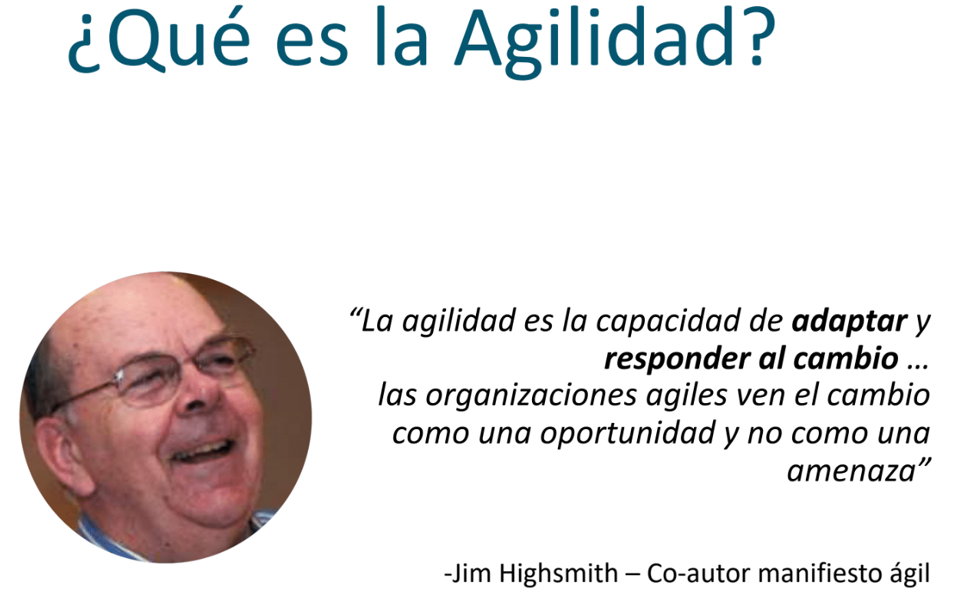 ¿Qué es la Agilidad?
“La agilidad es la capacidad de adaptar y
responder al cambio ...
las organizaciones agiles ven el cambio
como una oportunidad y no como una
amenaza”
-Jim Highsmith – Co-autor manifiesto ágil